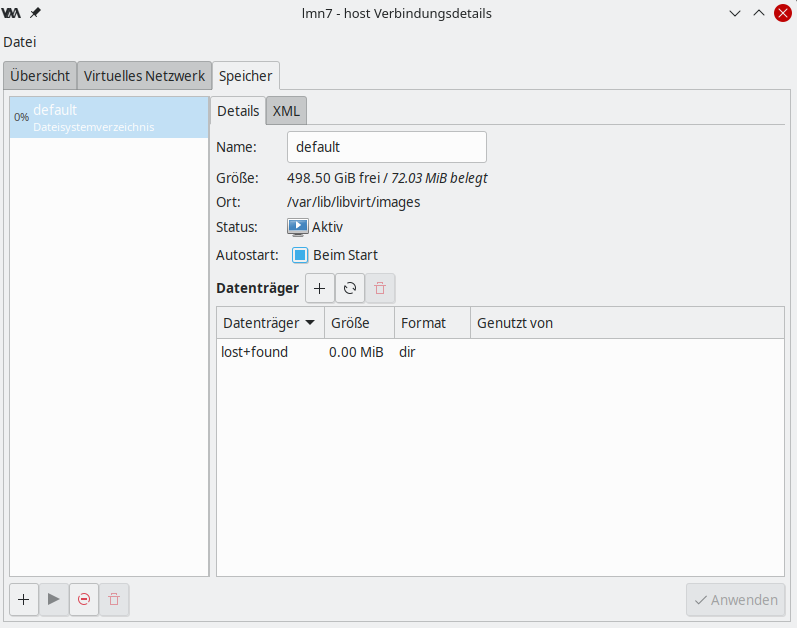 lmn7 - host Verbindungsdetails
Datei
Übersicht Virtuelles Netzwerk Speicher
0% default
Dateisystemverzeichnis
Details XML
Name: default
Größe: 498.50 GiB frei / 72.03 MiB belegt
Ort: /var/lib/libvirt/images
Status: Aktiv
Autostart: Beim Start
Datenträger
Datenträger Größe Format Genutzt von
lost+found 0.00 MiB dir
Anwenden